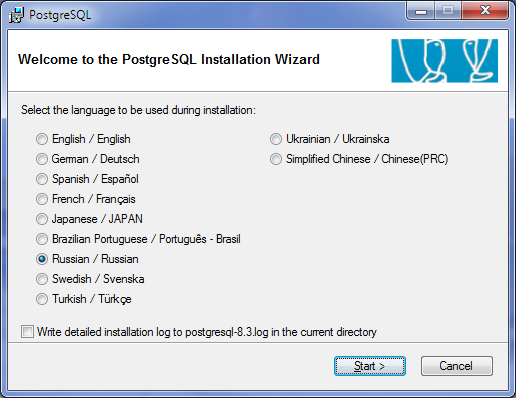 PostgreSQL
Welcome to the PostgreSQL Installation Wizard
Select the language to be used during installation:
English / English
German / Deutsch
Spanish / Español
French / Français
Japanese / JAPAN
Brazilian Portuguese / Português - Brasil
Russian / Russian
Swedish / Svenska
Turkish / Türkçe
Ukrainian / Ukrainska
Simplified Chinese / Chinese(PRC)
Write detailed installation log to postgresql-8.3.log in the current directory
Start >
Cancel